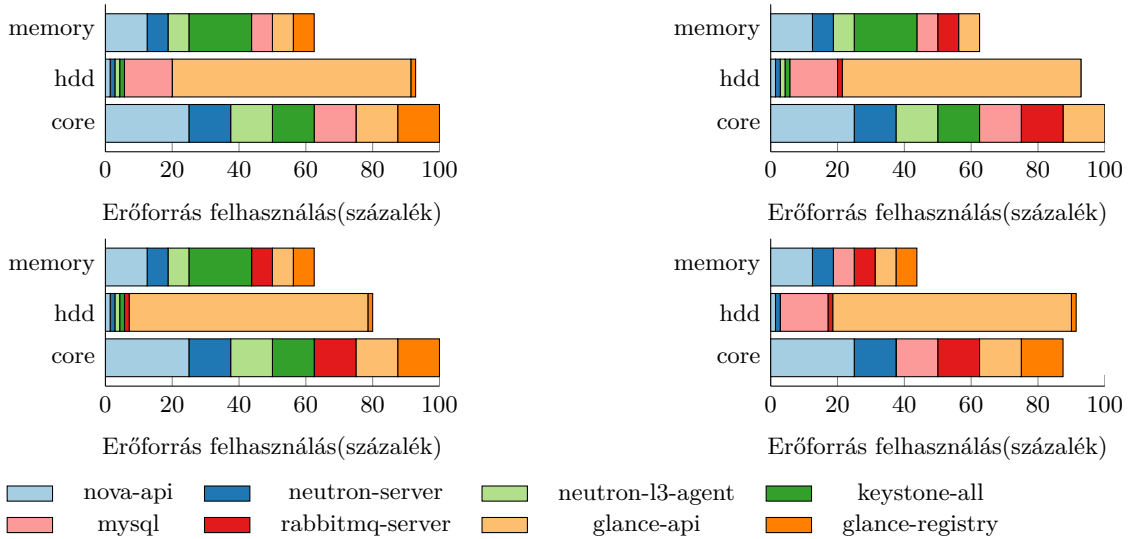 memory
hdd
core
0 20 40 60 80 100
Erőforrás felhasználás(százalék)
memory
hdd
core
0 20 40 60 80 100
Erőforrás felhasználás(százalék)
memory
hdd
core
0 20 40 60 80 100
Erőforrás felhasználás(százalék)
memory
hdd
core
0 20 40 60 80 100
Erőforrás felhasználás(százalék)
nova-api neutron-server neutron-l3-agent keystone-all
mysql rabbitmq-server glance-api glance-registry